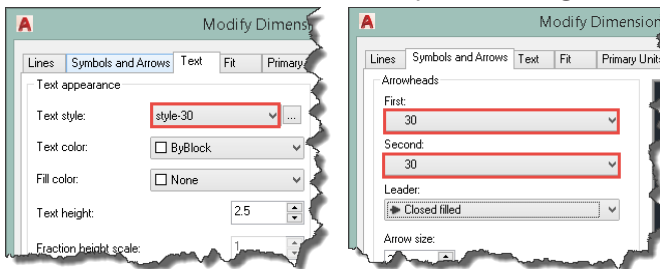 A Modify Dimens
Lines Symbols and Arrows Text Fit Primary
Text appearance
Text style: style-30 ...
Text color: ByBlock
Fill color: None
Text height: 2.5
Fraction height scale: 1
A Modify Dimension
Lines Symbols and Arrows Text Fit Primary Units
Arrowheads
First:
30
Second:
30
Leader:
Closed filled
Arrow size: